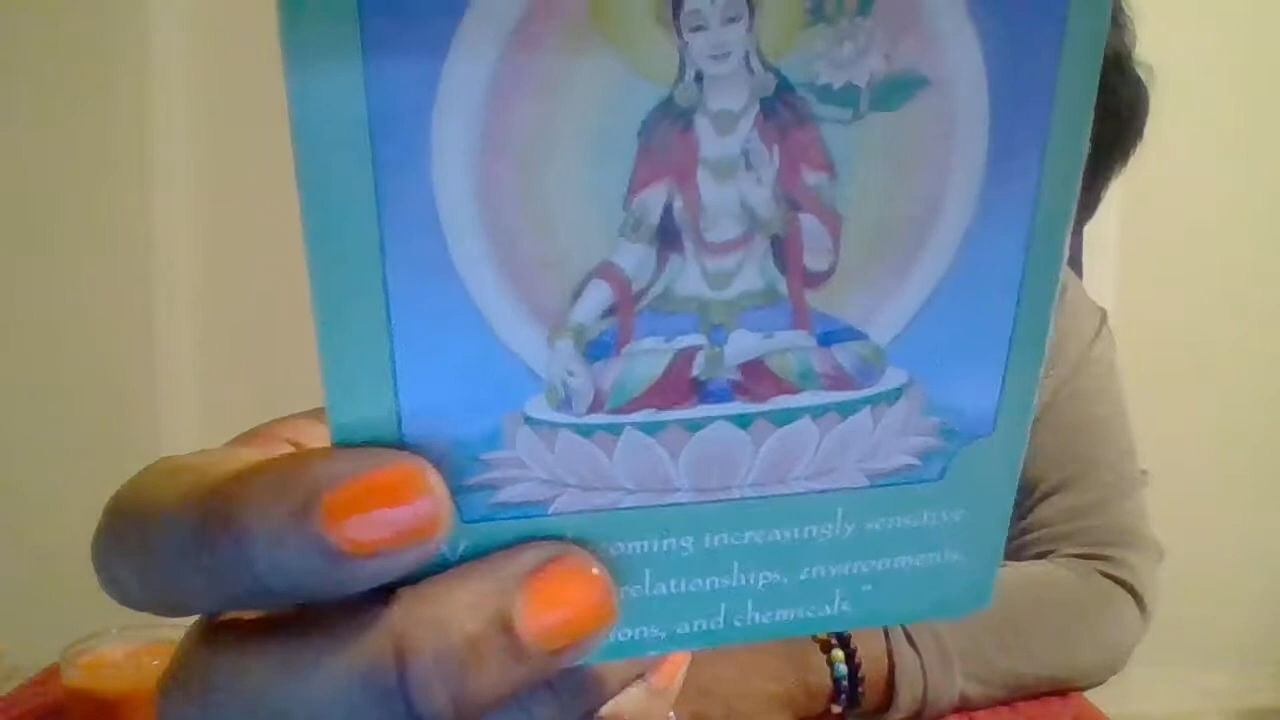 coming increasingly sensitive
relationships, environments,
ions, and chemicals."